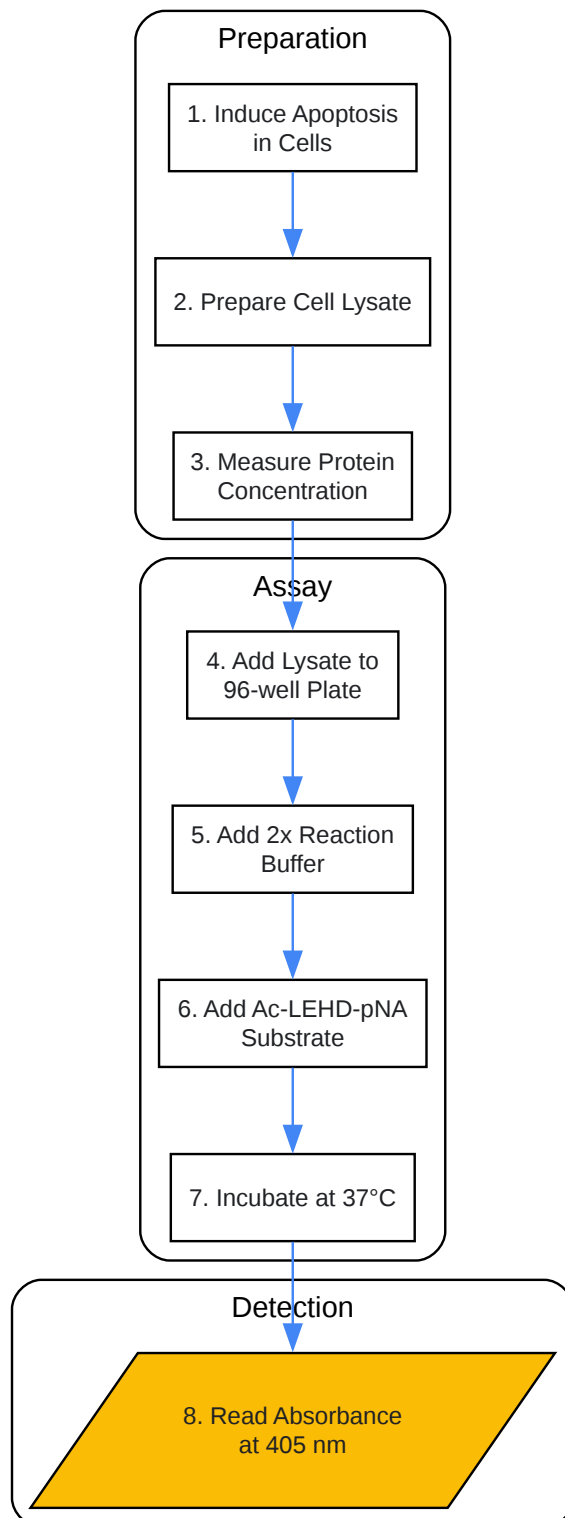 Preparation
1. Induce Apoptosis
in Cells
2. Prepare Cell Lysate
3. Measure Protein
Concentration
Assay
4. Add Lysate to
96-well Plate
5. Add 2x Reaction
Buffer
6. Add Ac-LEHD-pNA
Substrate
7. Incubate at 37°C
Detection
8. Read Absorbance
at 405 nm